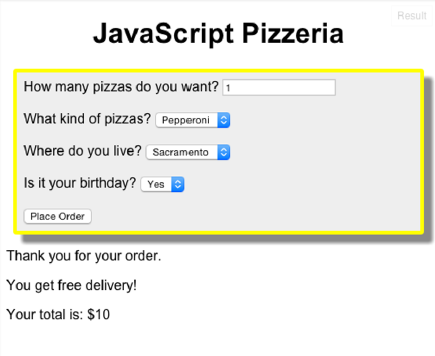 Result
JavaScript Pizzeria
How many pizzas do you want? 1
What kind of pizzas? Pepperoni
Where do you live? Sacramento
Is it your birthday? Yes
Place Order
Thank you for your order.
You get free delivery!
Your total is: $10